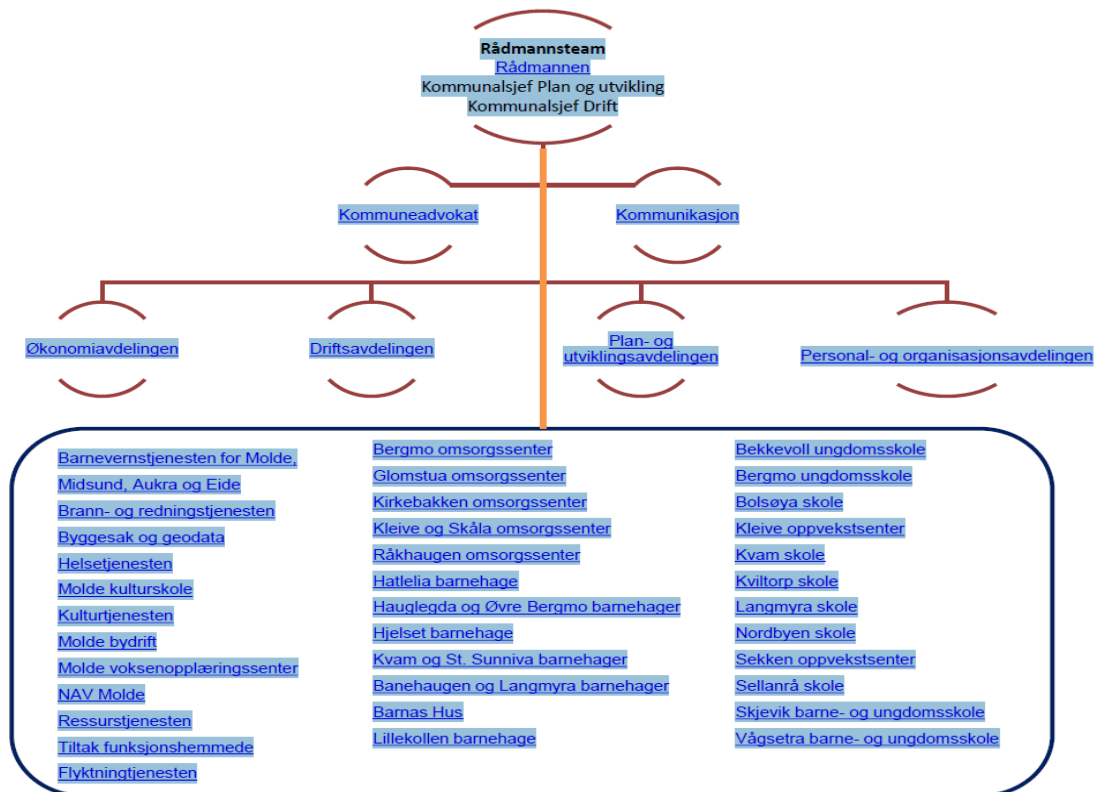 Rådmannsteam
Rådmannen
Kommunalsjef Plan og utvikling
Kommunalsjef Drift
Kommuneadvokat
Kommunikasjon
Økonomiavdelingen
Driftsavdelingen
Plan- og
utviklingsavdelingen
Personal- og organisasjonsavdelingen
Barnevernstjenesten for Molde,
Midsund, Aukra og Eide
Brann- og redningstjenesten
Byggesak og geodata
Helsetjenesten
Molde kulturskole
Kulturtjenesten
Molde bydrift
Molde voksenopplæringssenter
NAV Molde
Ressurstjenesten
Tiltak funksjonshemmede
Flyktningtjenesten
Bergmo omsorgssenter
Glomstua omsorgssenter
Kirkebakken omsorgssenter
Kleive og Skåla omsorgssenter
Råkhaugen omsorgssenter
Hatlelia barnehage
Hauglegda og Øvre Bergmo barnehager
Hjelset barnehage
Kvam og St. Sunniva barnehager
Banehaugen og Langmyra barnehager
Barnas Hus
Lillekollen barnehage
Bekkevoll ungdomsskole
Bergmo ungdomsskole
Bolsøya skole
Kleive oppvekstsenter
Kvam skole
Kviltorp skole
Langmyra skole
Nordbyen skole
Sekken oppvekstsenter
Sellanrå skole
Skjevik barne- og ungdomsskole
Vågsetra barne- og ungdomsskole